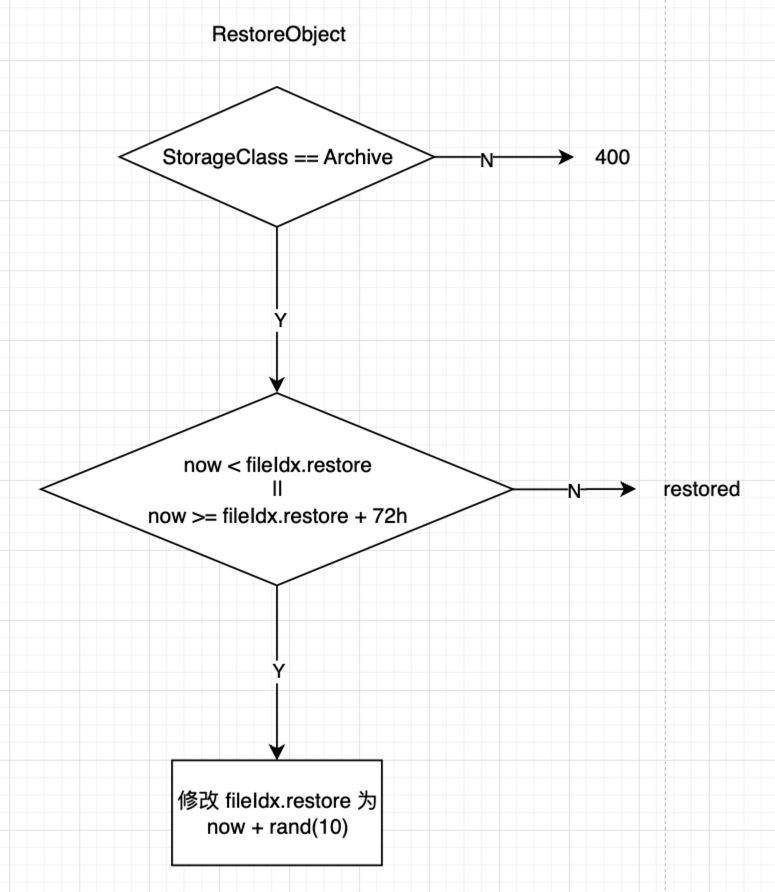 RestoreObject
StorageClass == Archive
N
400
Y
now < fileIdx.restore
||
now >= fileIdx.restore + 72h
N
restored
Y
修改 fileIdx.restore 为
now + rand(10)